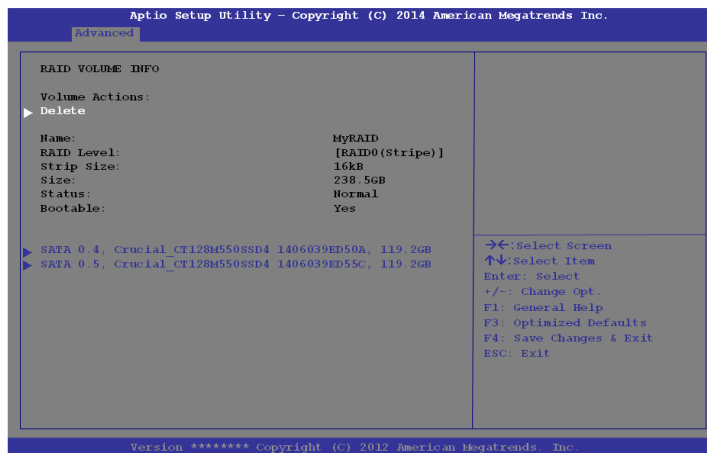 Aptio Setup Utility – Copyright (C) 2014 American Megatrends Inc.
Advanced
RAID VOLUME INFO
Volume Actions:
▶ Delete
Name: MyRAID
RAID Level: [RAID0(Stripe)]
Strip Size: 16kB
Size: 238.5GB
Status: Normal
Bootable: Yes
▶ SATA 0.4, Crucial_CT128M550SSD4 1406039ED50A, 119.2GB
▶ SATA 0.5, Crucial_CT128M550SSD4 1406039ED55C, 119.2GB
→←:Select Screen
↑↓:Select Item
Enter: Select
+/-: Change Opt.
F1: General Help
F3: Optimized Defaults
F4: Save Changes & Exit
ESC: Exit
Version ******** Copyright (C) 2012 American Megatrends. Inc.